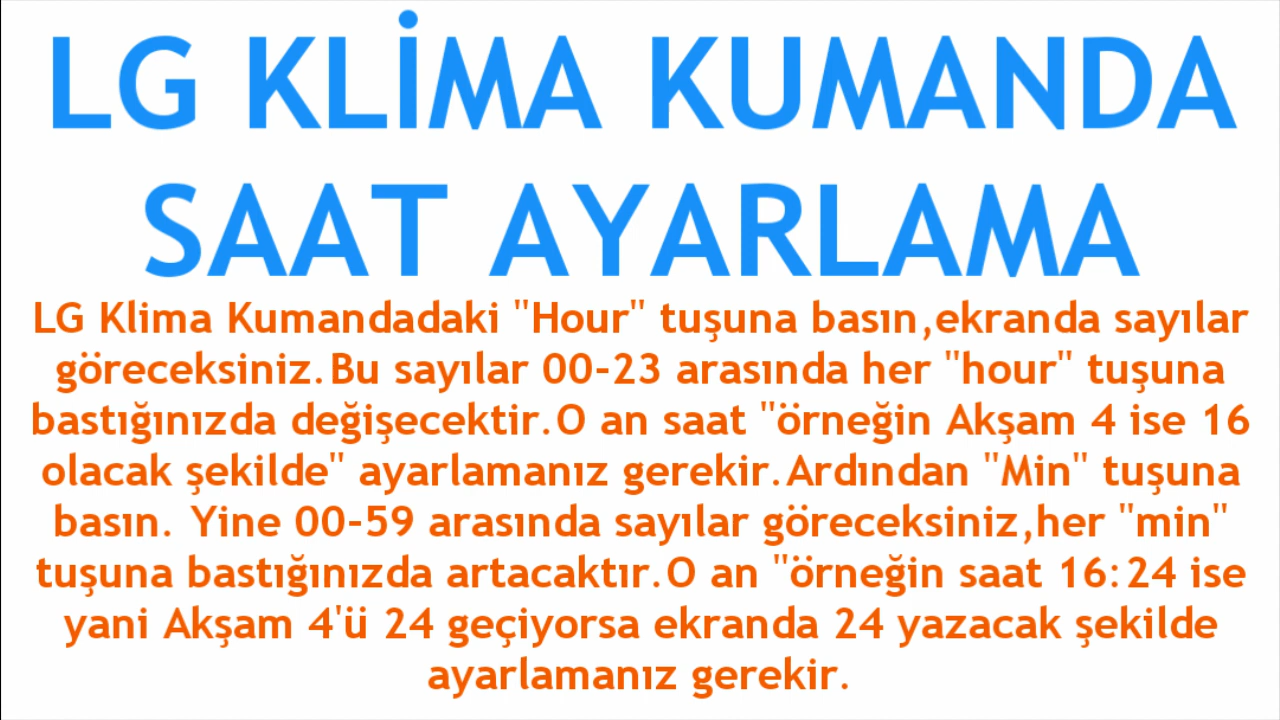 LG KLİMA KUMANDA
SAAT AYARLAMA
LG Klima Kumandadaki "Hour" tuşuna basın,ekranda sayılar
göreceksiniz.Bu sayılar 00-23 arasında her "hour" tuşuna
bastığınızda değişecektir.O an saat "örneğin Akşam 4 ise 16
olacak şekilde" ayarlamanız gerekir.Ardından "Min" tuşuna
basın. Yine 00-59 arasında sayılar göreceksiniz,her "min"
tuşuna bastığınızda artacaktır.O an "örneğin saat 16:24 ise
yani Akşam 4'ü 24 geçiyorsa ekranda 24 yazacak şekilde
ayarlamanız gerekir.